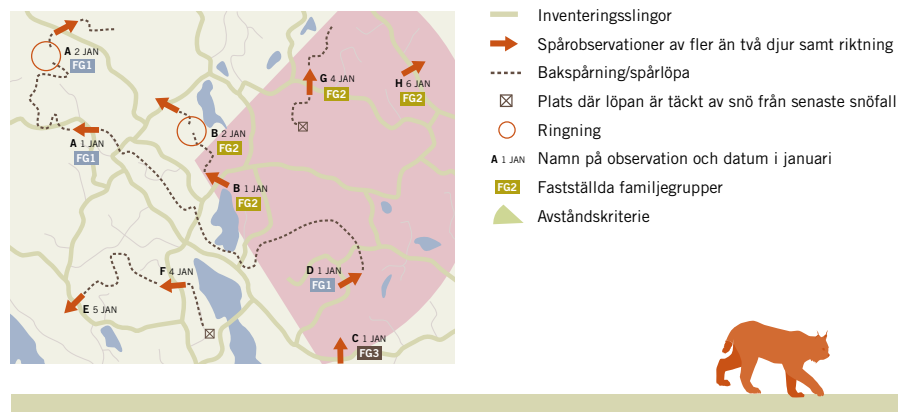 A 2 JAN
FG1
A 1 JAN
FG1
B 2 JAN
FG2
B 1 JAN
FG2
G 4 JAN
FG2
H 6 JAN
FG2
F 4 JAN
E 5 JAN
D 1 JAN
FG1
C 1 JAN
FG3
Inventeringsslingor
Spårobservationer av fler än två djur samt riktning
Bakspårning/spårlöpa
Plats där löpan är täckt av snö från senaste snöfall
Ringning
A 1 JAN Namn på observation och datum i januari
FG2 Fastställda familjegrupper
Avståndskriterie